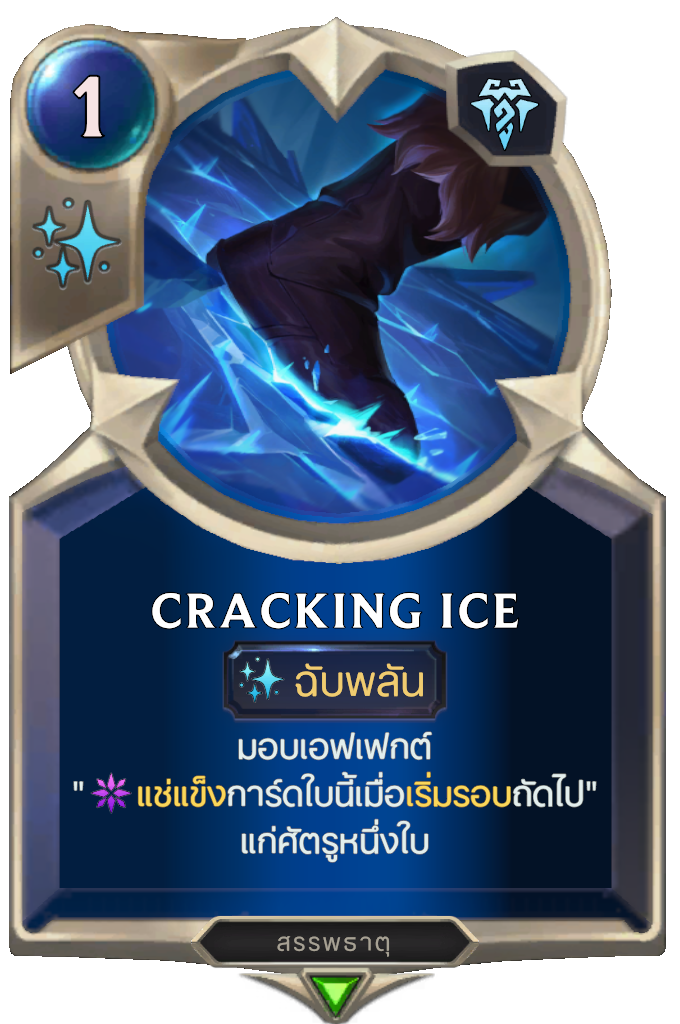 1
CRACKING ICE
ฉับพลัน
มอบเอฟเฟกต์
"แช่แข็งการ์ดใบนี้เมื่อเริ่มรอบถัดไป"
แก่ศัตรูหนึ่งใบ
สรรพธาตุ